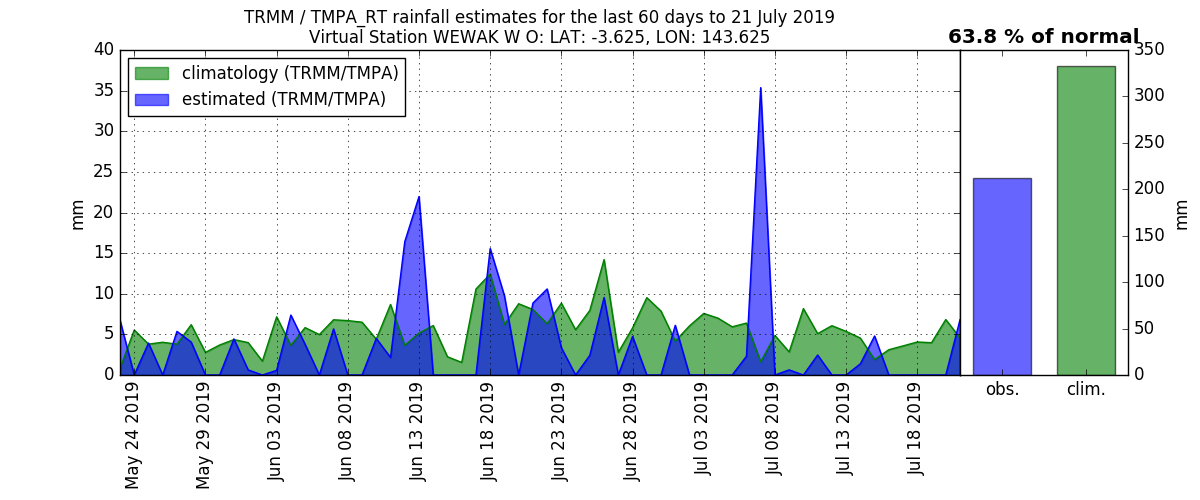 TRMM / TMPA_RT rainfall estimates for the last 60 days to 21 July 2019
Virtual Station WEWAK W O: LAT: -3.625, LON: 143.625
63.8 % of normal
climatology (TRMM/TMPA)
estimated (TRMM/TMPA)
40
35
30
25
20
15
10
5
0
mm
May 24 2019
May 29 2019
Jun 03 2019
Jun 08 2019
Jun 13 2019
Jun 18 2019
Jun 23 2019
Jun 28 2019
Jul 03 2019
Jul 08 2019
Jul 13 2019
Jul 18 2019
350
300
250
200
150
100
50
0
mm
obs.
clim.